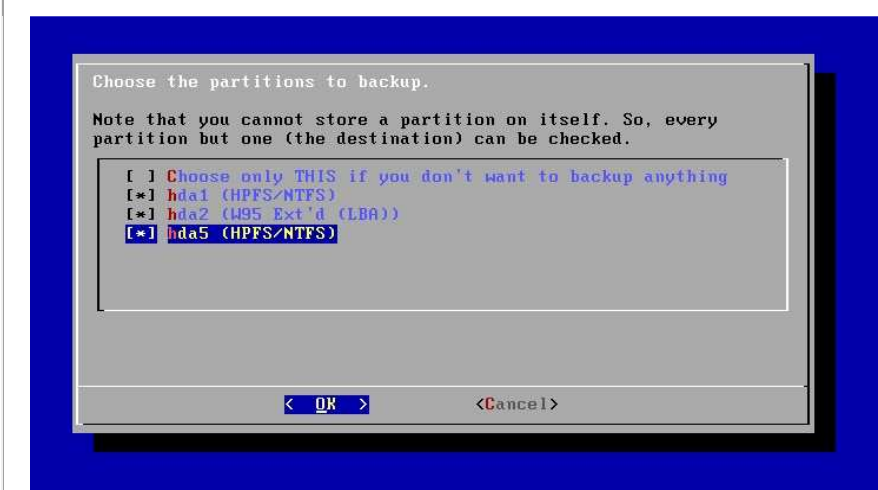 Choose the partitions to backup.
Note that you cannot store a partition on itself. So, every
partition but one (the destination) can be checked.
[ ] Choose only THIS if you don't want to backup anything
[*] hda1 (HPFS/NTFS)
[*] hda2 (W95 Ext'd (LBA))
[*] hda5 (HPFS/NTFS)
< OK > <Cancel>